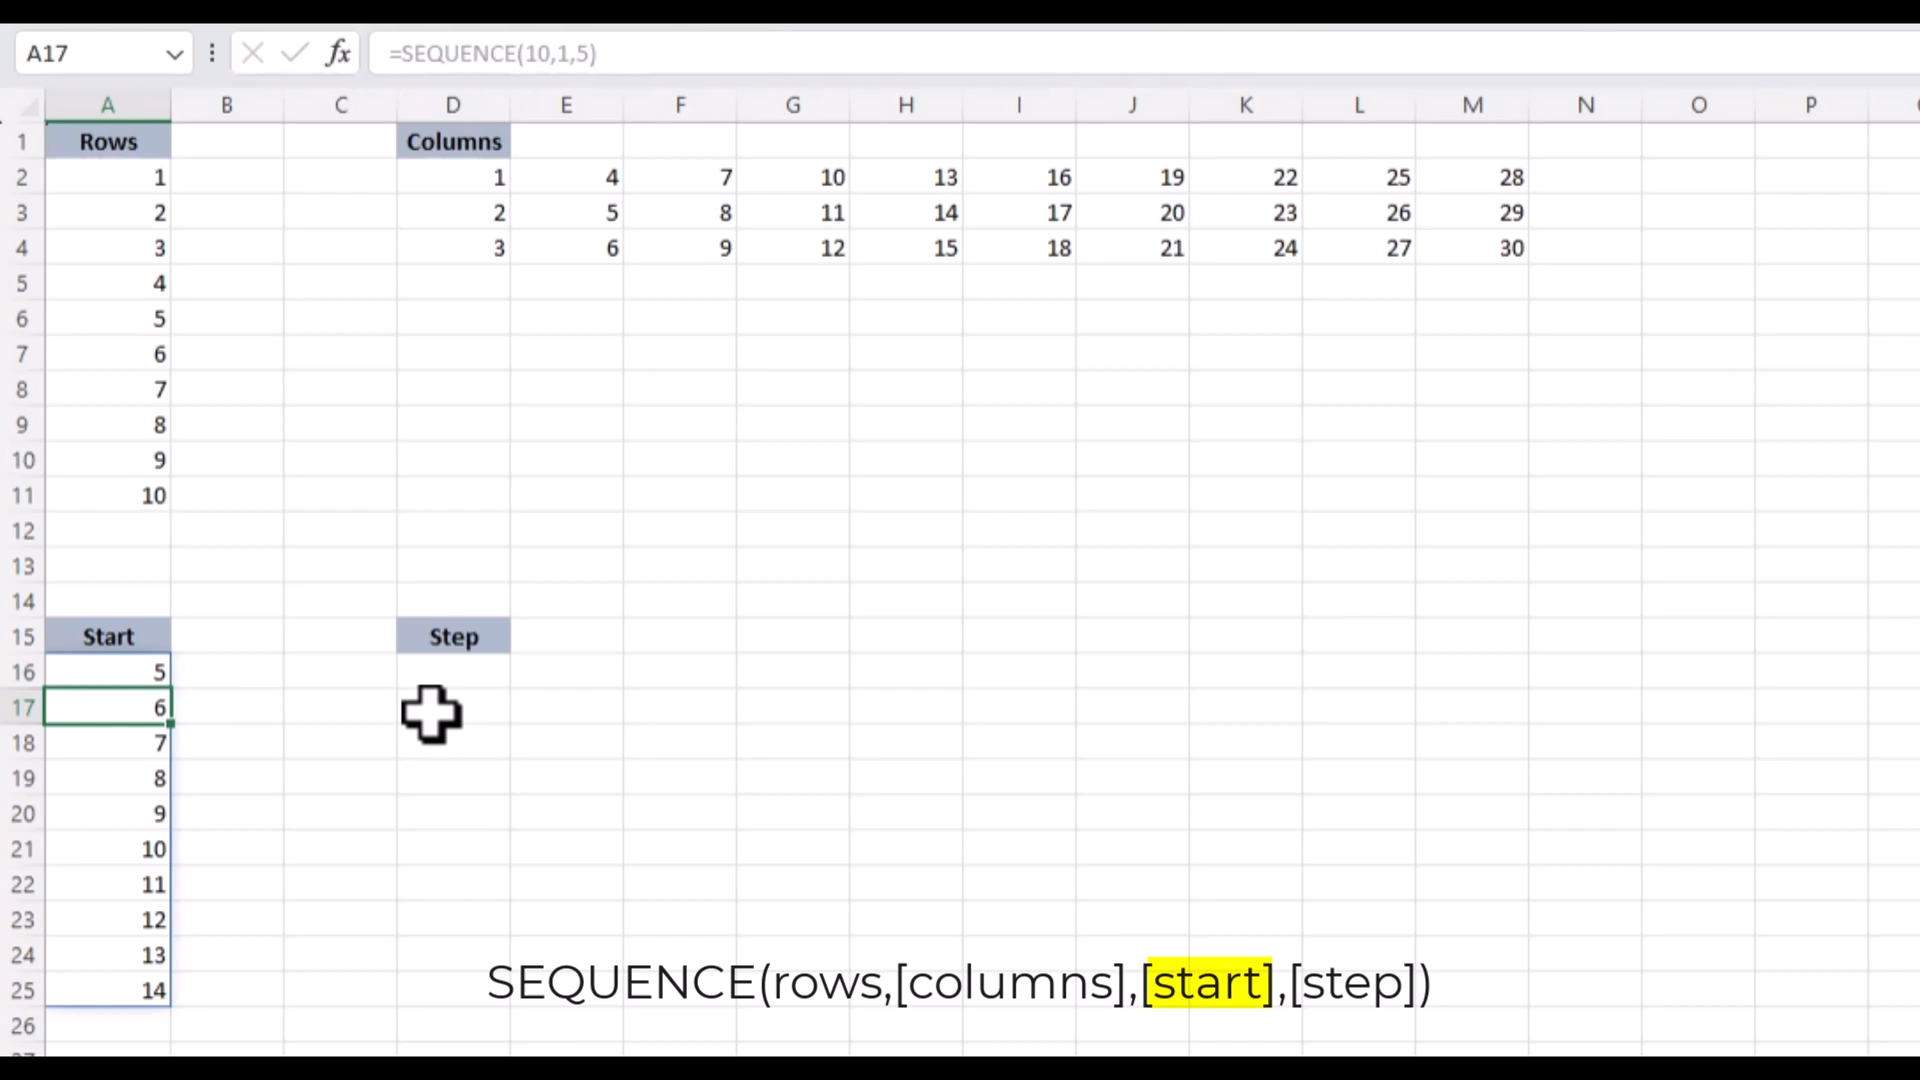 A17 fx =SEQUENCE(10,1,5)
A B C D E F G H I J K L M N O P
1 Rows Columns
2 1 1 4 7 10 13 16 19 22 25 28
3 2 2 5 8 11 14 17 20 23 26 29
4 3 3 6 9 12 15 18 21 24 27 30
5 4
6 5
7 6
8 7
9 8
10 9
11 10
12
13
14
15 Start Step
16 5
17 6
18 7
19 8
20 9
21 10
22 11
23 12
24 13
25 14
26
SEQUENCE(rows,[columns],[start],[step])